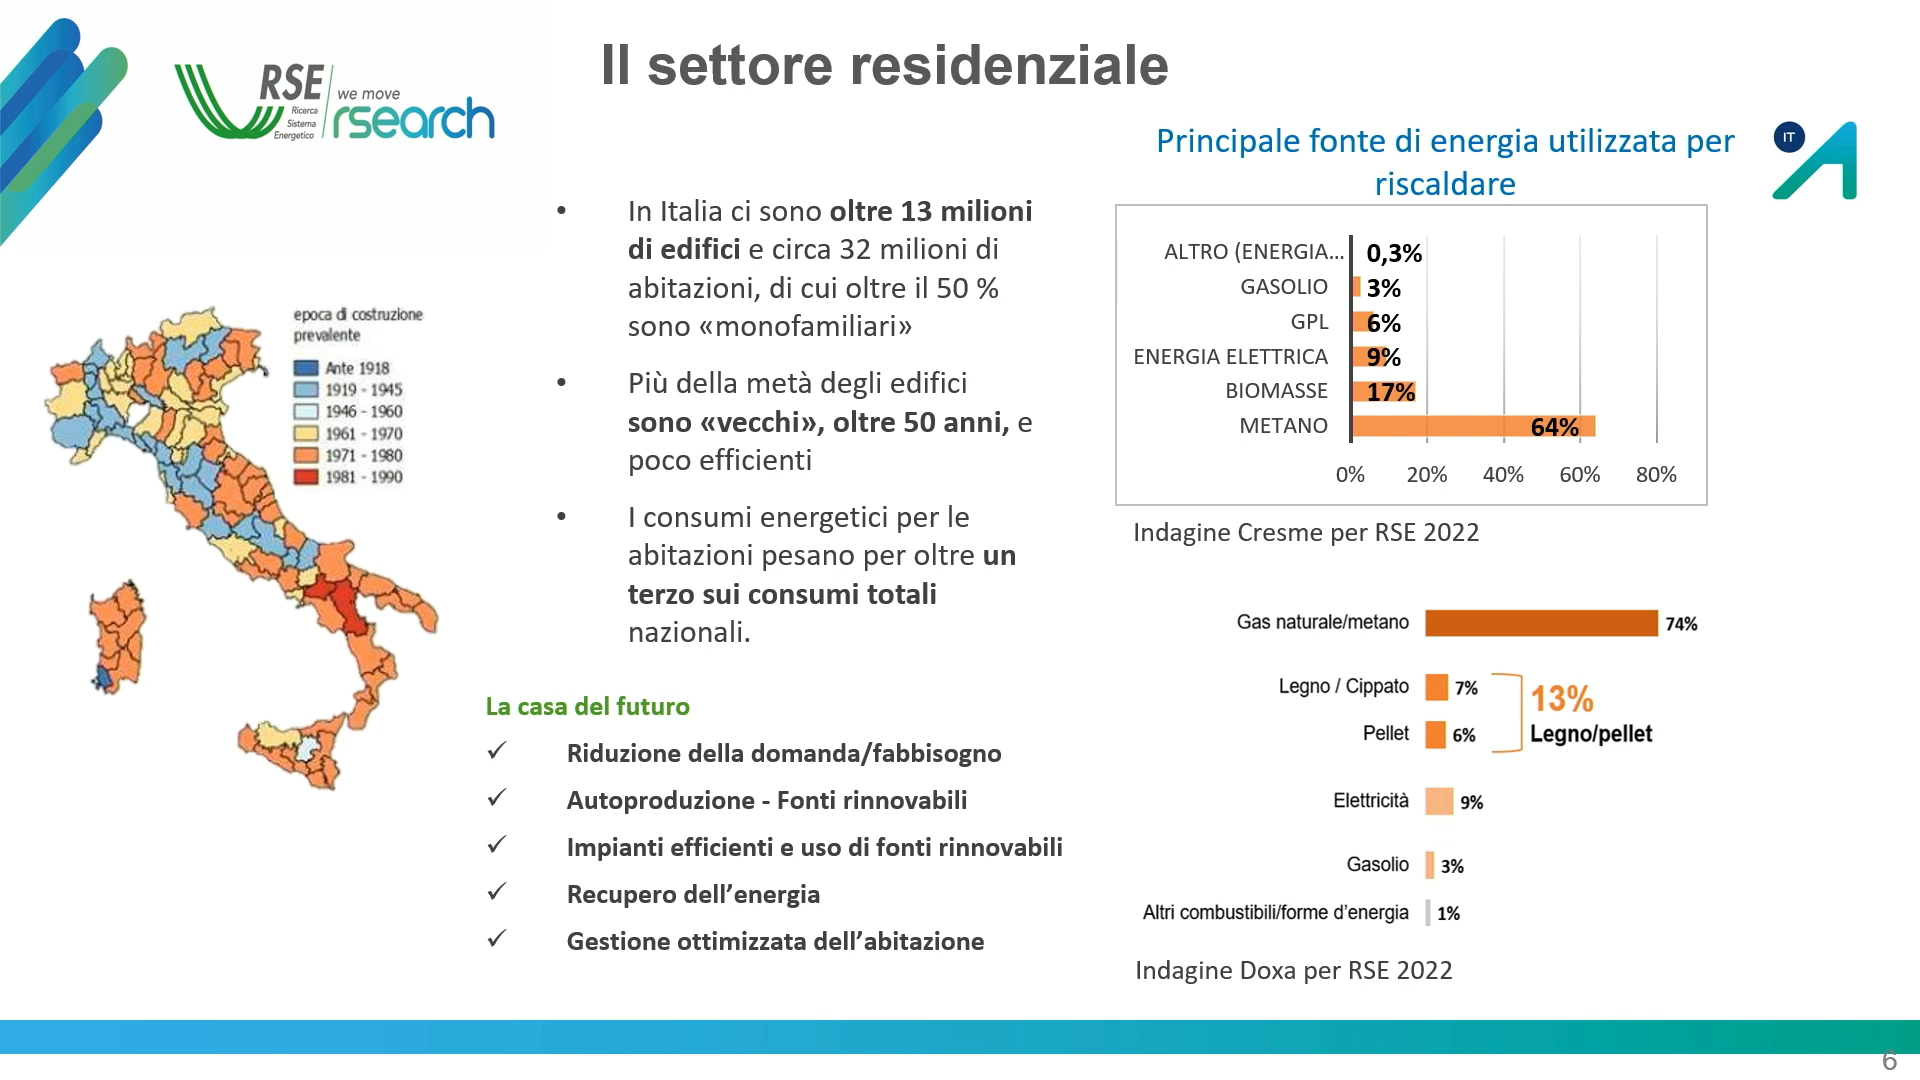 Il settore residenziale
RSE
Ricerca
Sistema
Energetico
we move
rsearch
IT
Principale fonte di energia utilizzata per
riscaldare
• In Italia ci sono oltre 13 milioni
di edifici e circa 32 milioni di
abitazioni, di cui oltre il 50 %
sono «monofamiliari»
• Più della metà degli edifici
sono «vecchi», oltre 50 anni, e
poco efficienti
• I consumi energetici per le
abitazioni pesano per oltre un
terzo sui consumi totali
nazionali.
epoca di costruzione
prevalente
Ante 1918
1919 - 1945
1946 - 1960
1961 - 1970
1971 - 1980
1981 - 1990
La casa del futuro
✓ Riduzione della domanda/fabbisogno
✓ Autoproduzione - Fonti rinnovabili
✓ Impianti efficienti e uso di fonti rinnovabili
✓ Recupero dell’energia
✓ Gestione ottimizzata dell’abitazione
ALTRO (ENERGIA... 0,3%
GASOLIO 3%
GPL 6%
ENERGIA ELETTRICA 9%
BIOMASSE 17%
METANO 64%
0% 20% 40% 60% 80%
Indagine Cresme per RSE 2022
Gas naturale/metano 74%
Legno / Cippato 7%
Pellet 6%
13%
Legno/pellet
Elettricità 9%
Gasolio 3%
Altri combustibili/forme d’energia 1%
Indagine Doxa per RSE 2022
6